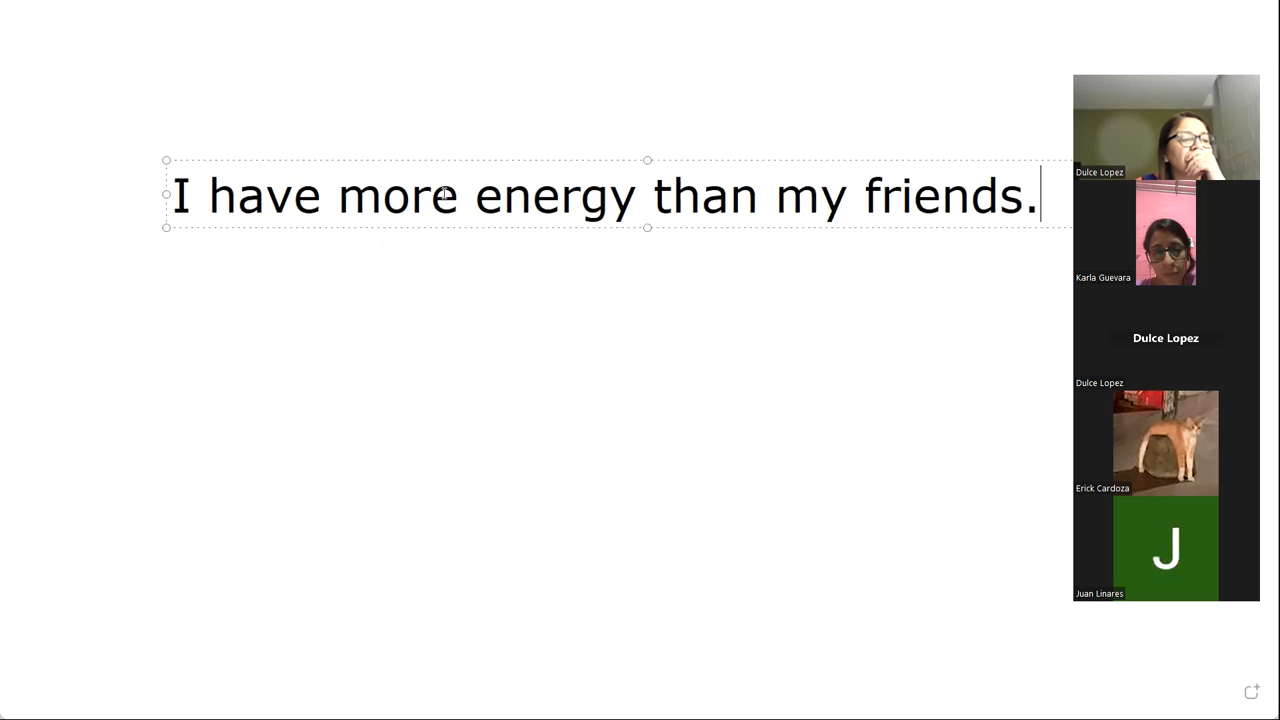 I have more energy than my friends.
Dulce Lopez
Karla Guevara
Dulce Lopez
Dulce Lopez
Erick Cardoza
J
Juan Linares